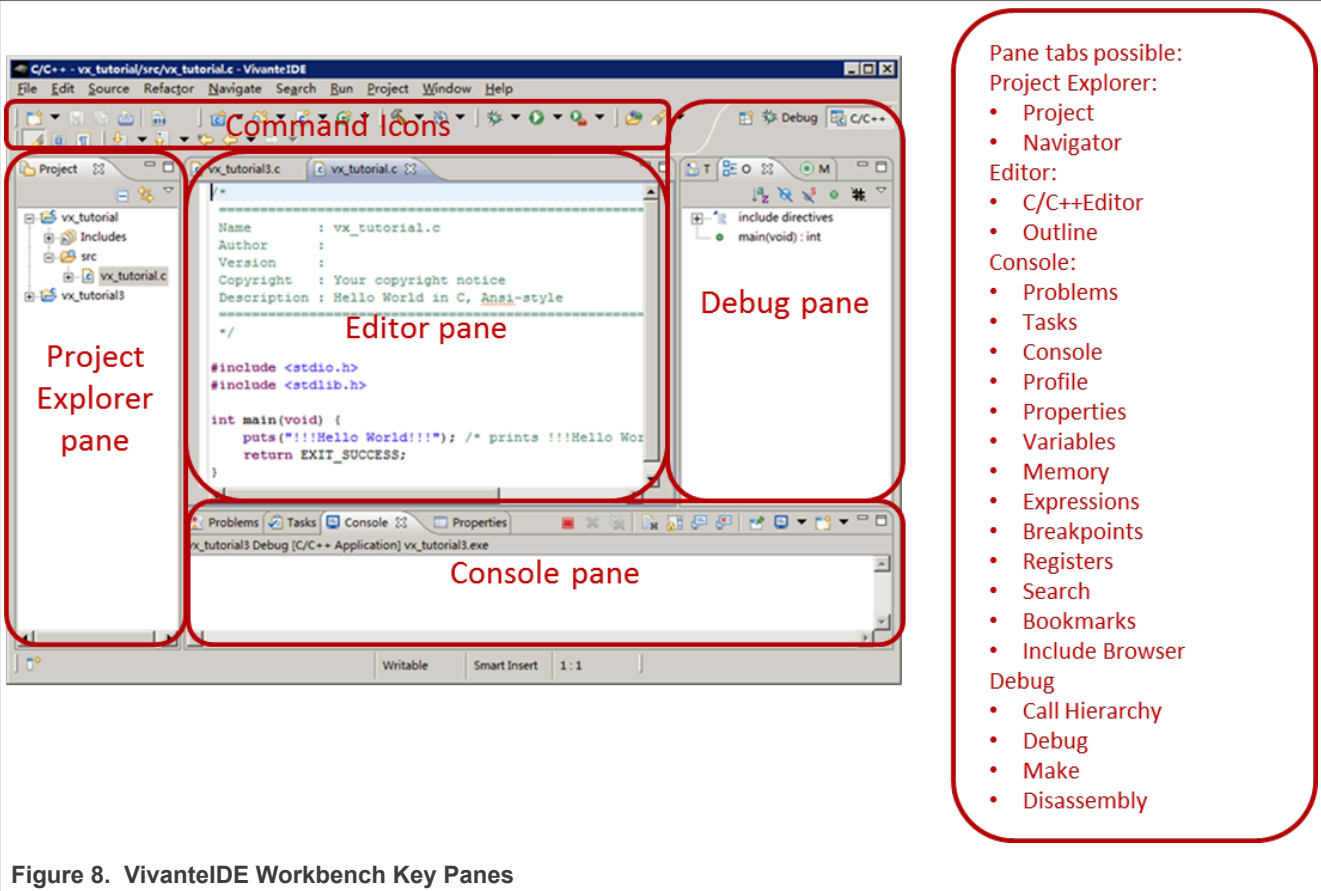 C/C++ - vx_tutorial/src/vx_tutorial.c - VivanteIDE
File Edit Source Refactor Navigate Search Run Project Window Help
Command Icons
Debug C/C++
Project
vx_tutorial
Includes
src
vx_tutorial.c
vx_tutorial3
Project
Explorer
pane
vx_tutorial3.c vx_tutorial.c
/*
============================================================
Name : vx_tutorial.c
Author :
Version :
Copyright : Your copyright notice
Description : Hello World in C, Ansi-style
============================================================
*/
Editor pane
#include <stdio.h>
#include <stdlib.h>
int main(void) {
puts("!!!Hello World!!!"); /* prints !!!Hello Wor
return EXIT_SUCCESS;
}
T O M
include directives
main(void) : int
Debug pane
Problems Tasks Console Properties
vx_tutorial3 Debug [C/C++ Application] vx_tutorial3.exe
Console pane
Writable Smart Insert 1 : 1
Pane tabs possible:
Project Explorer:
• Project
• Navigator
Editor:
• C/C++Editor
• Outline
Console:
• Problems
• Tasks
• Console
• Profile
• Properties
• Variables
• Memory
• Expressions
• Breakpoints
• Registers
• Search
• Bookmarks
• Include Browser
Debug
• Call Hierarchy
• Debug
• Make
• Disassembly
Figure 8. VivanteIDE Workbench Key Panes